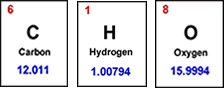 6
C
Carbon
12.011
1
H
Hydrogen
1.00794
8
O
Oxygen
15.9994